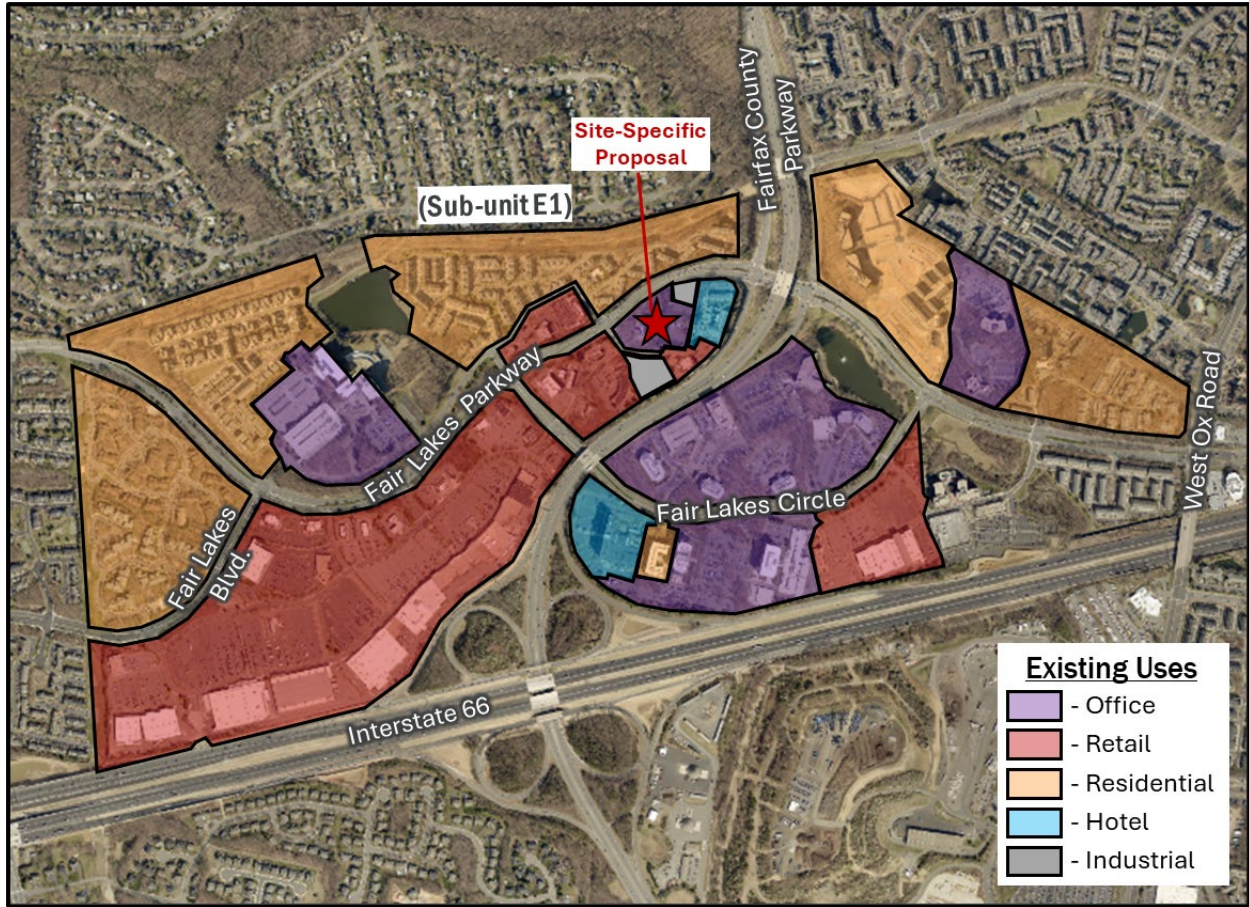 Site-Specific
Proposal
Fairfax County
Parkway
(Sub-unit E1)
Fair Lakes Parkway
West Ox Road
Fair Lakes Circle
Fair Lakes
Blvd.
Interstate 66
Existing Uses
- Office
- Retail
- Residential
- Hotel
- Industrial